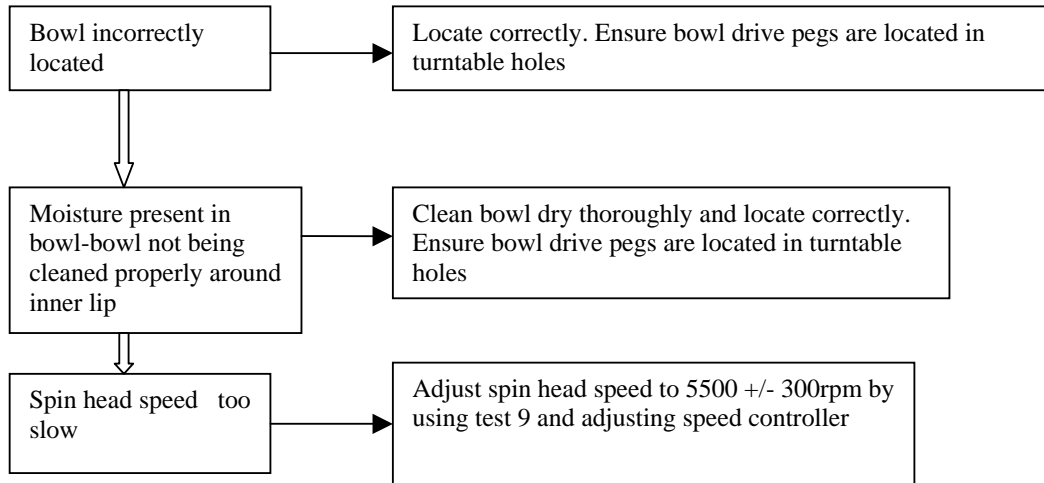 Bowl incorrectly
located
Locate correctly. Ensure bowl drive pegs are located in
turntable holes
Moisture present in
bowl-bowl not being
cleaned properly around
inner lip
Clean bowl dry thoroughly and locate correctly.
Ensure bowl drive pegs are located in turntable
holes
Spin head speed too
slow
Adjust spin head speed to 5500 +/- 300rpm by
using test 9 and adjusting speed controller